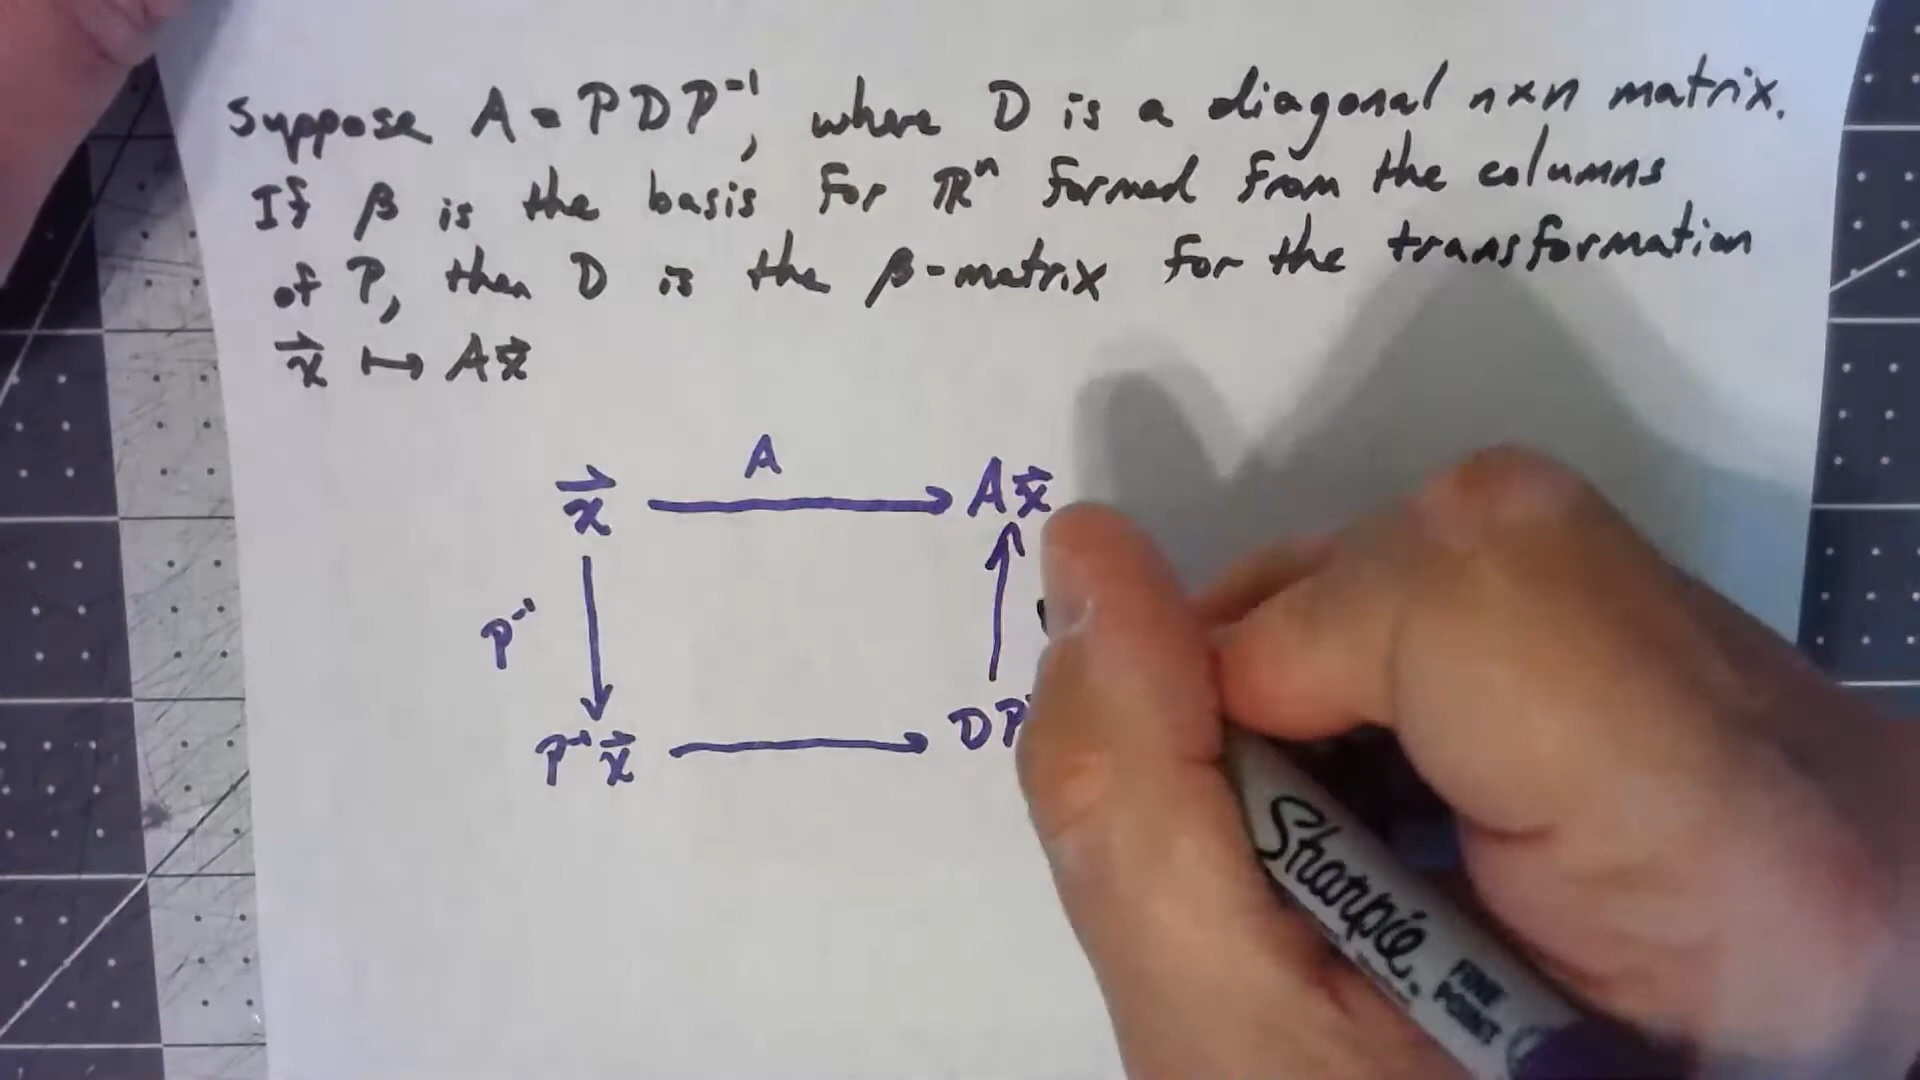 Suppose A = PDP⁻¹, where D is a diagonal n×n matrix.
If β is the basis for ℝⁿ formed from the columns
of P, then D is the β-matrix for the transformation
x⃗ ↦ Ax⃗
A
x⃗ → Ax⃗
P⁻¹ ↓ ↑
P⁻¹x⃗ → DP
Sharpie.
FINE
POINT